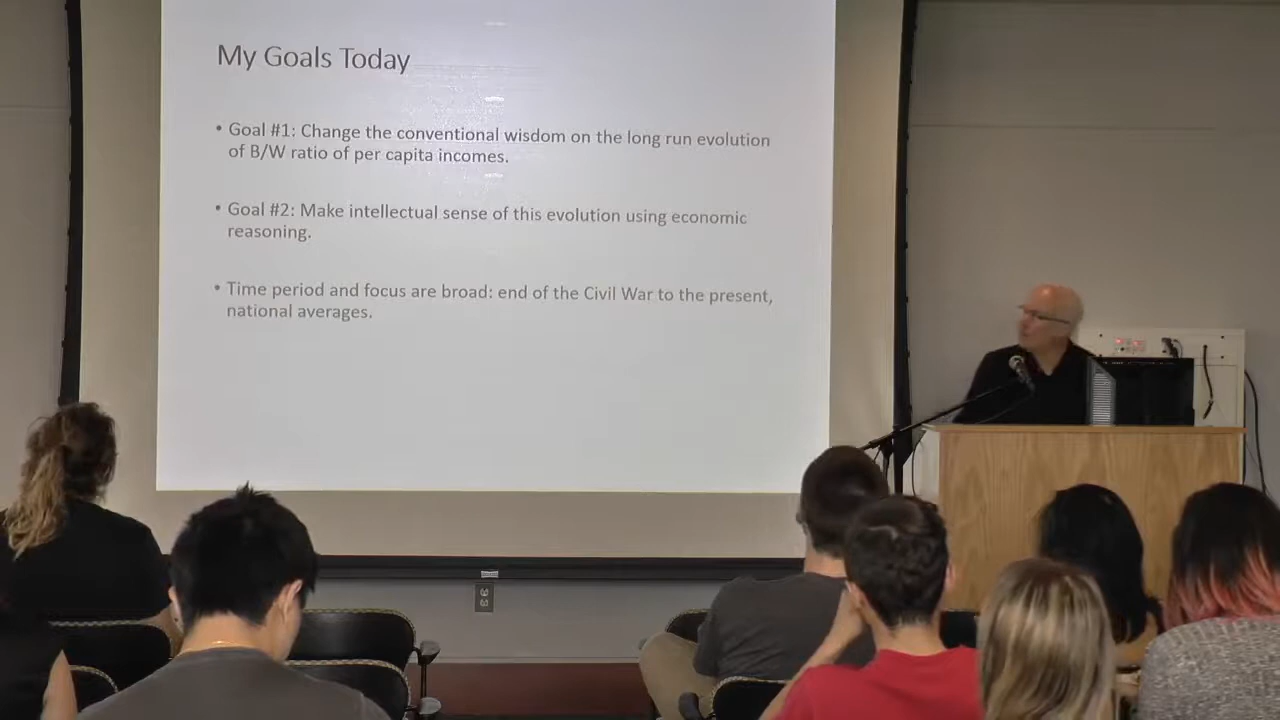 My Goals Today
• Goal #1: Change the conventional wisdom on the long run evolution
of B/W ratio of per capita incomes.
• Goal #2: Make intellectual sense of this evolution using economic
reasoning.
• Time period and focus are broad: end of the Civil War to the present,
national averages.